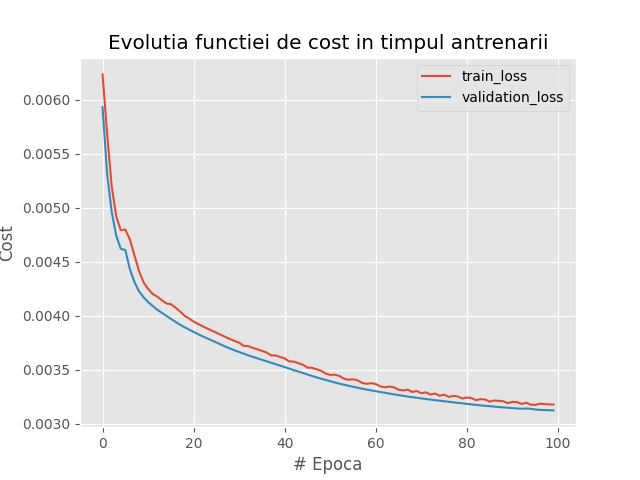 Evolutia functiei de cost in timpul antrenarii
train_loss
validation_loss
0.0060
0.0055
0.0050
0.0045
0.0040
0.0035
0.0030
Cost
0
20
40
60
80
100
# Epoca